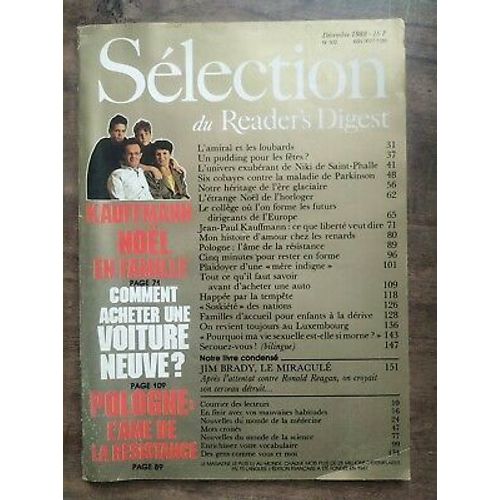 Décembre 1988 - 15 F
Sélection
du Reader's Digest
L'amiral et les loubards 31
Un pudding pour les fêtes? 37
L'univers exubérant de Niki de Saint-Phalle 41
Six cobayes contre la maladie de Parkinson 48
Notre héritage de l'ère glaciaire 56
L'étrange Noël de l'horloger 62
Le collège où l'on forme les futurs
dirigeants de l'Europe 65
Jean-Paul Kauffmann : ce que liberté veut dire 71
Mon histoire d'amour chez les renards 80
Pologne : l'âme de la résistance 89
Cinq minutes pour rester en forme 96
Plaidoyer d'une « mère indigne » 101
Tout ce qu'il faut savoir
avant d'acheter une auto 109
Happée par la tempête 118
« Soskiété » des nations 126
Familles d'accueil pour enfants à la dérive 128
On revient toujours au Luxembourg 136
« Pourquoi ma vie sexuelle est-elle si morne ? » 143
Secouez-vous ! (bilingue) 147
Notre livre condensé
JIM BRADY, LE MIRACULÉ 151
Après l'attentat contre Ronald Reagan, on croyait
son cerveau détruit...
Courrier des lecteurs 10
En finir avec vos mauvaises habitudes 16
Nouvelles du monde de la médecine 24
Mots croisés 47
Nouvelles du monde de la science 77
Enrichissez votre vocabulaire 99
Des gens comme vous et moi
KAUFFMANN
NOËL
EN FAMILLE
PAGE 71
COMMENT
ACHETER UNE
VOITURE
NEUVE?
PAGE 109
POLOGNE:
L'AME DE
LA RESISTANCE
PAGE 89